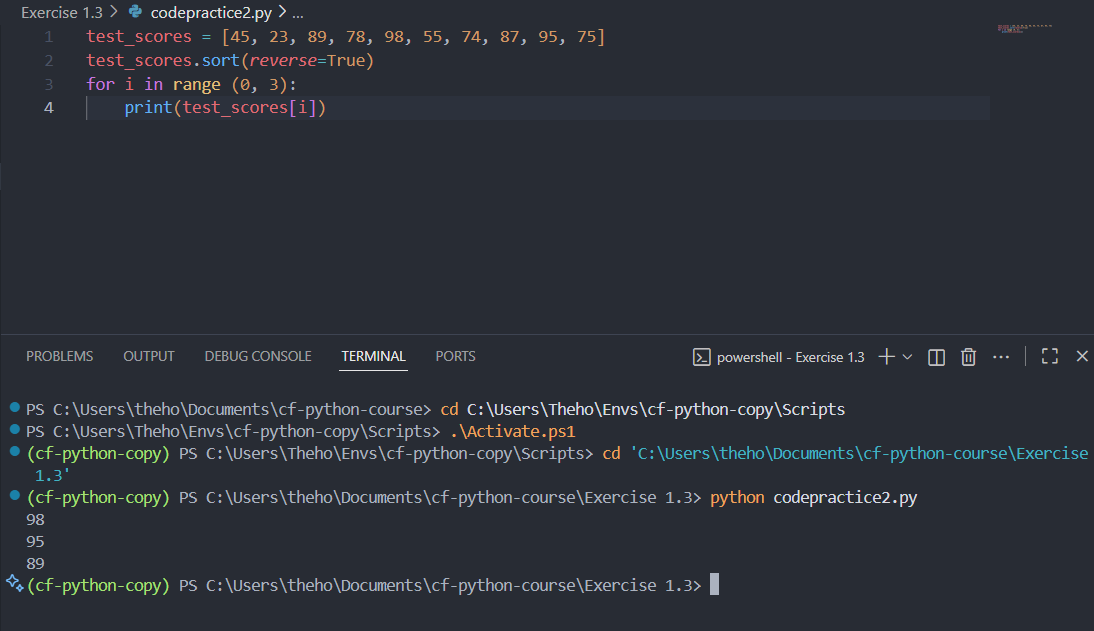 Exercise 1.3 > codepractice2.py > ...
1 test_scores = [45, 23, 89, 78, 98, 55, 74, 87, 95, 75]
2 test_scores.sort(reverse=True)
3 for i in range (0, 3):
4     print(test_scores[i])
PROBLEMS OUTPUT DEBUG CONSOLE TERMINAL PORTS powershell - Exercise 1.3
PS C:\Users\theho\Documents\cf-python-course> cd C:\Users\Theho\Envs\cf-python-copy\Scripts
PS C:\Users\Theho\Envs\cf-python-copy\Scripts> .\Activate.ps1
(cf-python-copy) PS C:\Users\Theho\Envs\cf-python-copy\Scripts> cd 'C:\Users\theho\Documents\cf-python-course\Exercise
1.3'
(cf-python-copy) PS C:\Users\theho\Documents\cf-python-course\Exercise 1.3> python codepractice2.py
98
95
89
(cf-python-copy) PS C:\Users\theho\Documents\cf-python-course\Exercise 1.3>